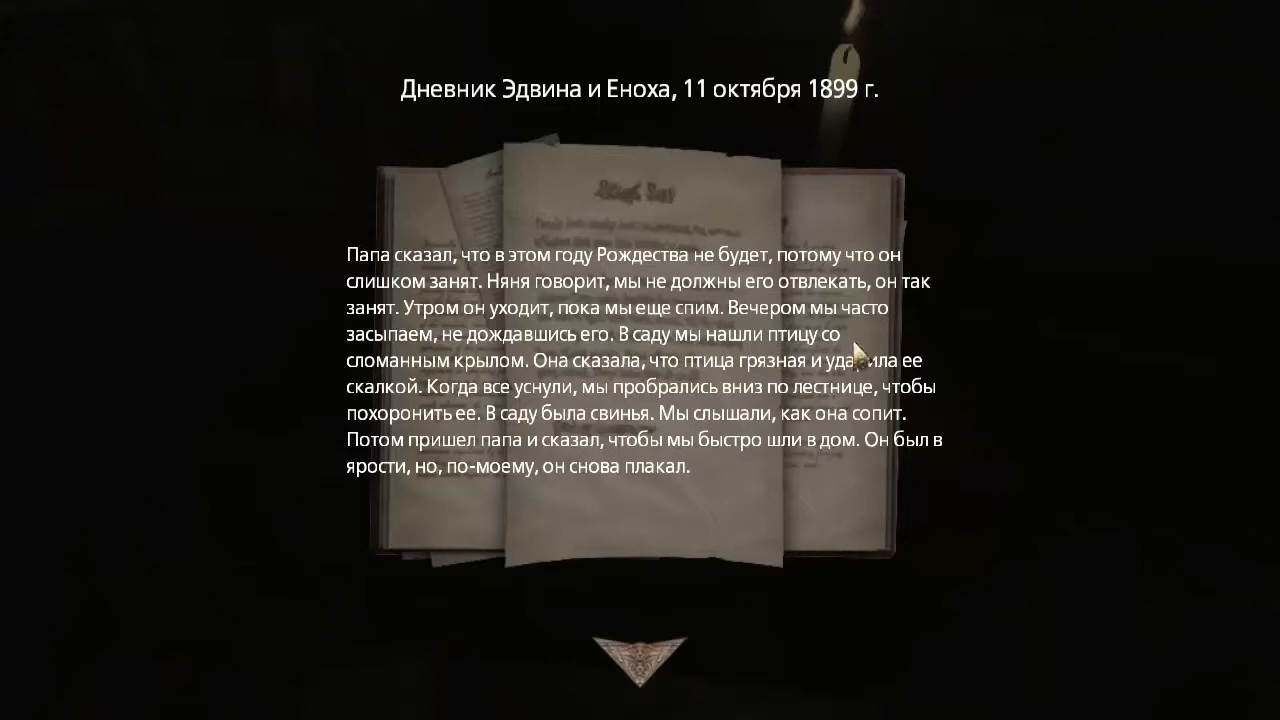 Дневник Эдвина и Еноха, 11 октября 1899 г.
Папа сказал, что в этом году Рождества не будет, потому что он
слишком занят. Няня говорит, мы не должны его отвлекать, он так
занят. Утром он уходит, пока мы еще спим. Вечером мы часто
засыпаем, не дождавшись его. В саду мы нашли птицу со
сломанным крылом. Она сказала, что птица грязная и ударила ее
скалкой. Когда все уснули, мы пробрались вниз по лестнице, чтобы
похоронить ее. В саду была свинья. Мы слышали, как она сопит.
Потом пришел папа и сказал, чтобы мы быстро шли в дом. Он был в
ярости, но, по-моему, он снова плакал.